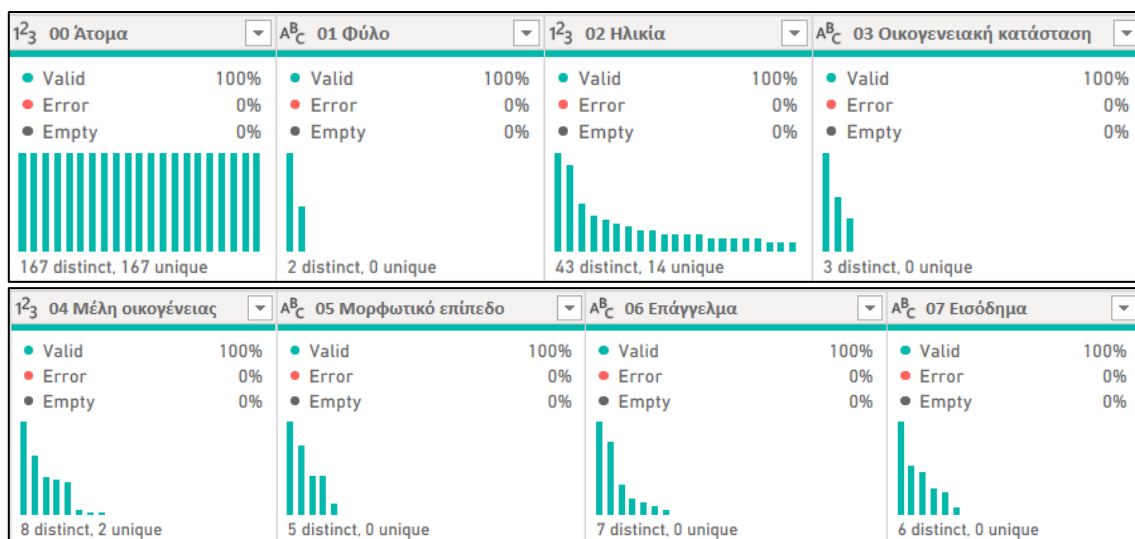 1²3 00 Άτομα ABC 01 Φύλο 1²3 02 Ηλικία ABC 03 Οικογενειακή κατάσταση
Valid 100% Valid 100% Valid 100% Valid 100%
Error 0% Error 0% Error 0% Error 0%
Empty 0% Empty 0% Empty 0% Empty 0%
167 distinct, 167 unique 2 distinct, 0 unique 43 distinct, 14 unique 3 distinct, 0 unique
1²3 04 Μέλη οικογένειας ABC 05 Μορφωτικό επίπεδο ABC 06 Επάγγελμα ABC 07 Εισόδημα
Valid 100% Valid 100% Valid 100% Valid 100%
Error 0% Error 0% Error 0% Error 0%
Empty 0% Empty 0% Empty 0% Empty 0%
8 distinct, 2 unique 5 distinct, 0 unique 7 distinct, 0 unique 6 distinct, 0 unique